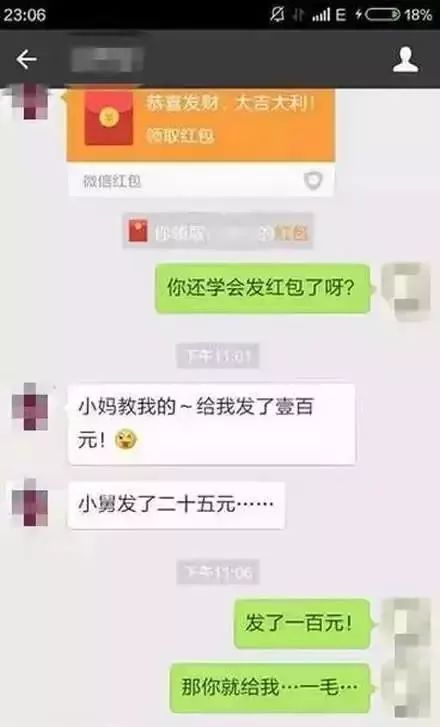 23:06
E
18%
恭喜发财，大吉大利！
领取红包
微信红包
你领取
的红包
你还学会发红包了呀？
下午11:01
小妈教我的～给我发了壹百
元！
小舅发了二十五元……
下午11:06
发了一百元！
那你就给我…一毛…